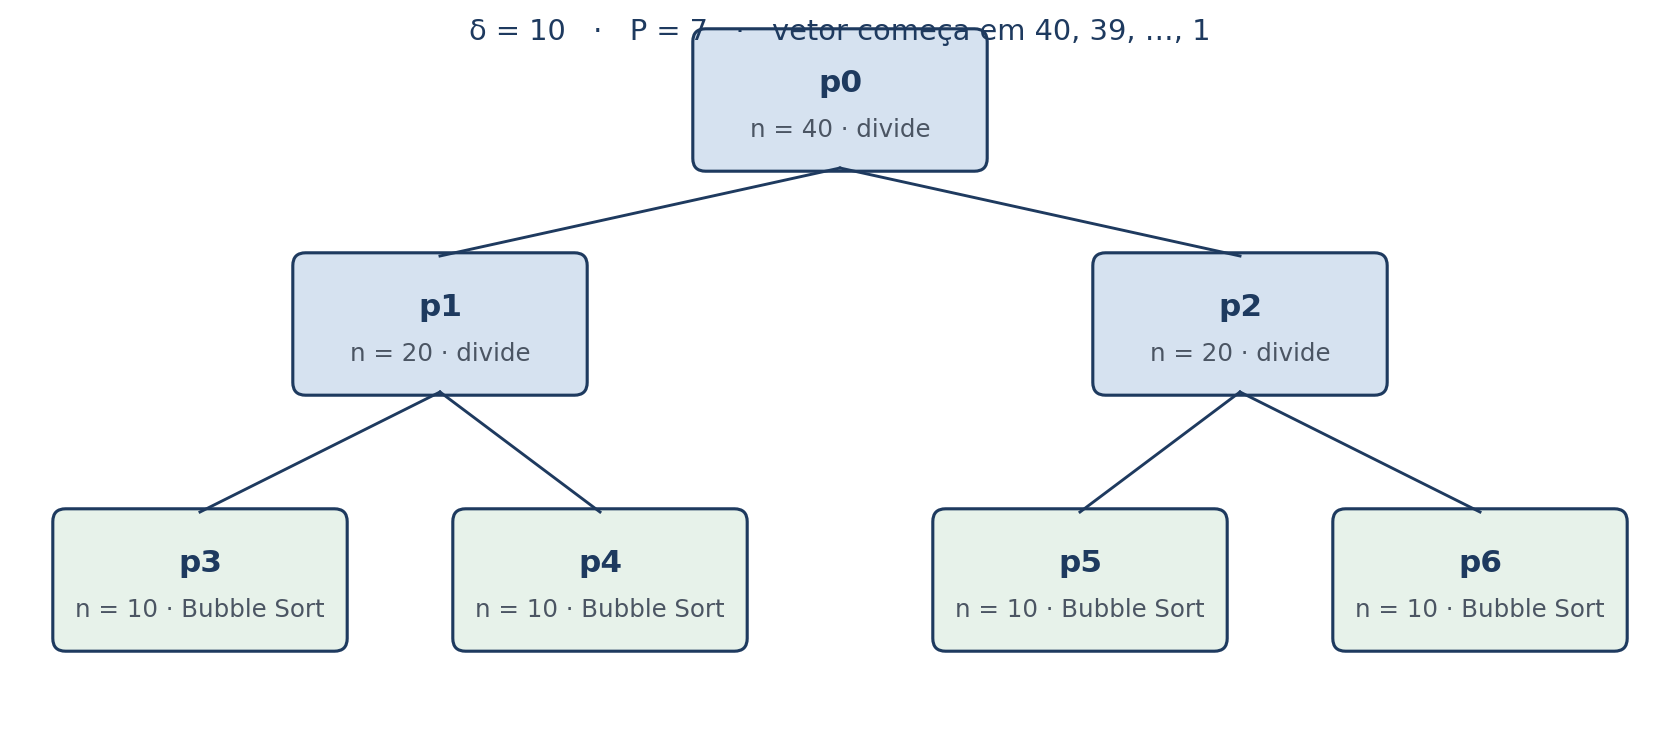 δ = 10 · P = 7 · vetor começa em 40, 39, ..., 1
p0
n = 40 · divide
p1
n = 20 · divide
p2
n = 20 · divide
p3
n = 10 · Bubble Sort
p4
n = 10 · Bubble Sort
p5
n = 10 · Bubble Sort
p6
n = 10 · Bubble Sort